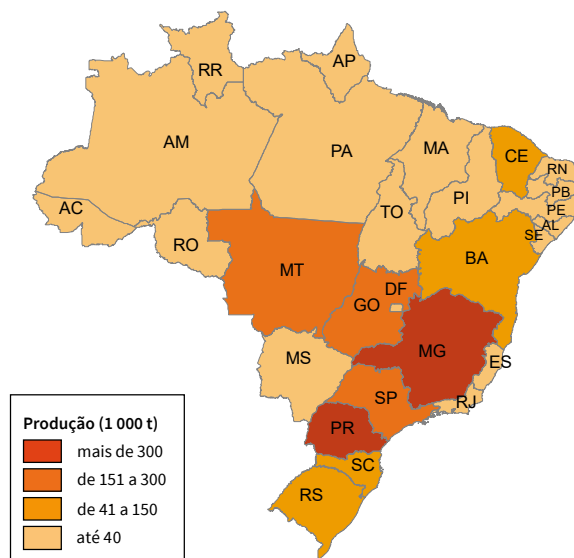 RR
AP
AM
PA
MA
CE
RN
PB
PE
AL
SE
PI
TO
AC
RO
BA
MT
DF
GO
MG
ES
MS
SP
RJ
PR
SC
RS
Produção (1 000 t)
mais de 300
de 151 a 300
de 41 a 150
até 40